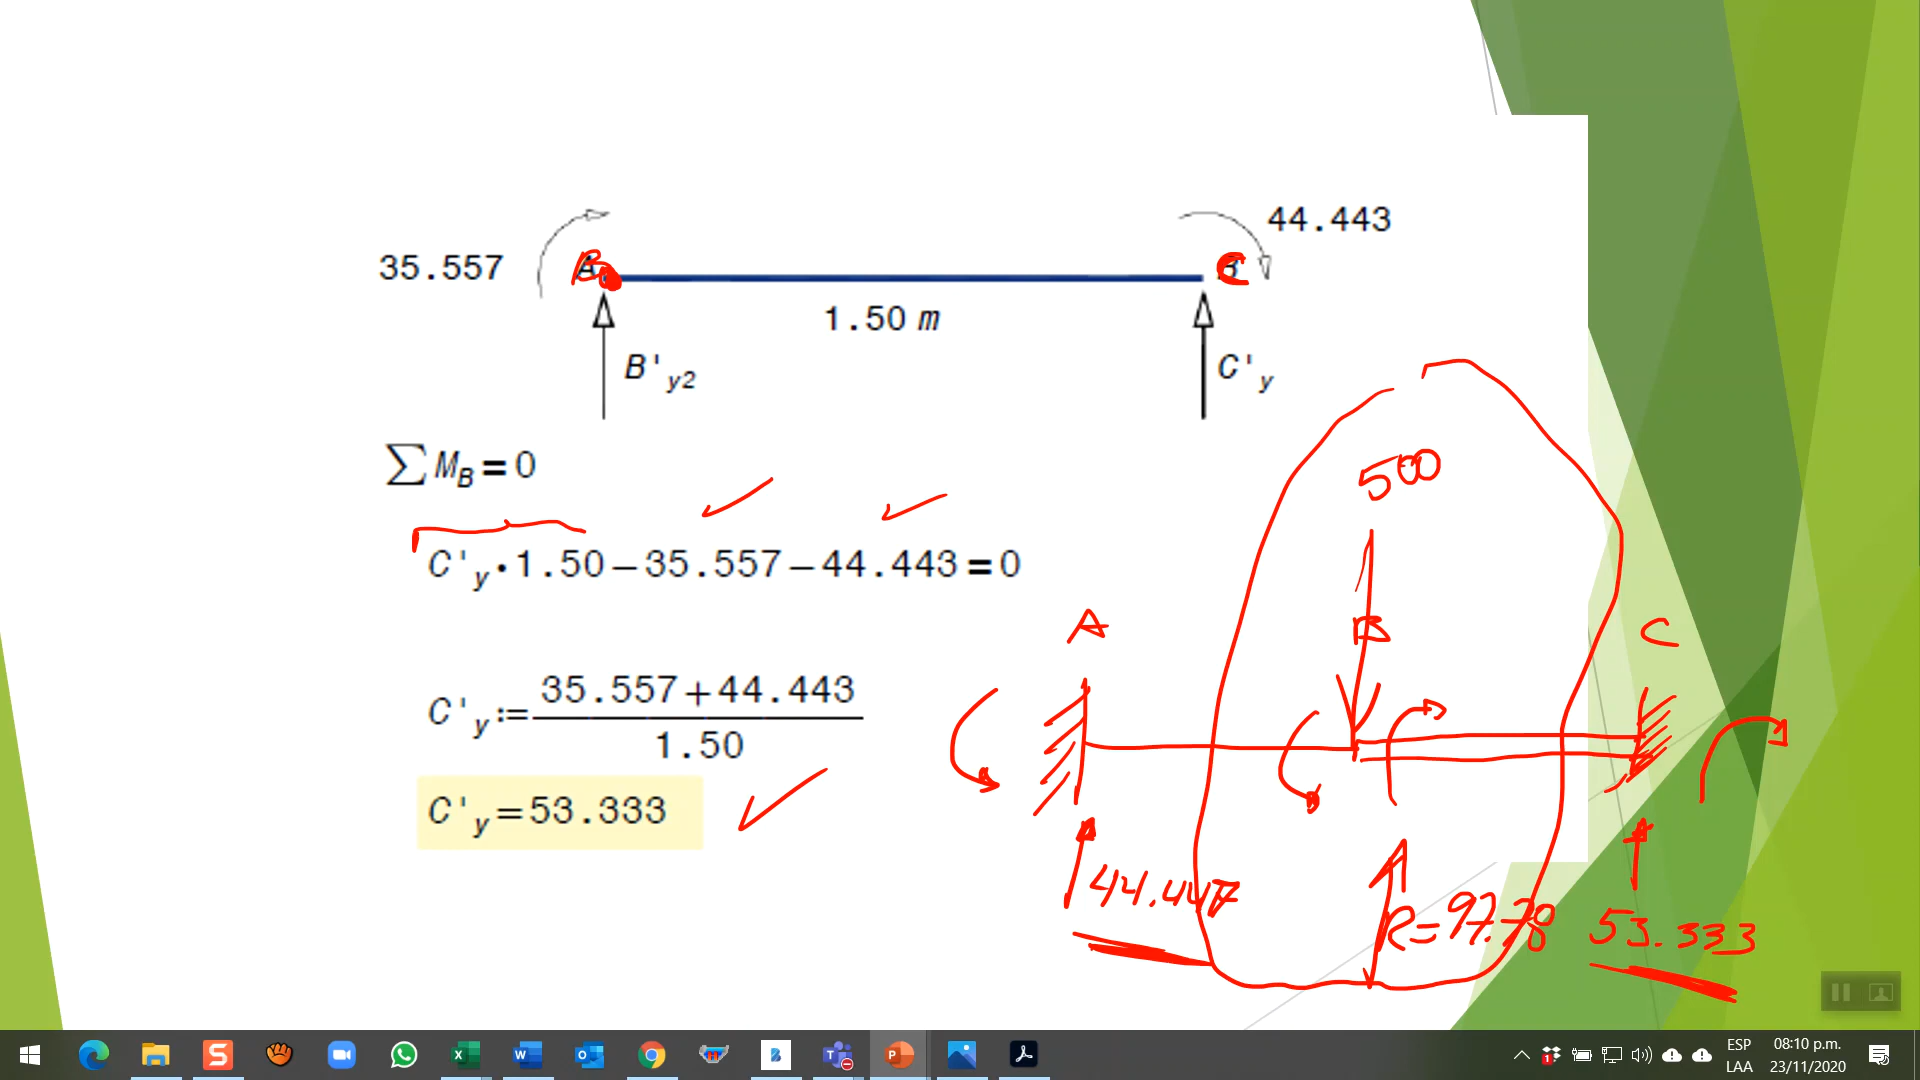 44.443
35.557
B
C
1.50 m
B'y2
C'y
∑MB=0
500
C'y·1.50-35.557-44.443=0
A
B
C
C'y:=
35.557+44.443
1.50
C'y=53.333
44.447
R=97.78
53.333
ESP
LAA
08:10 p.m.
23/11/2020